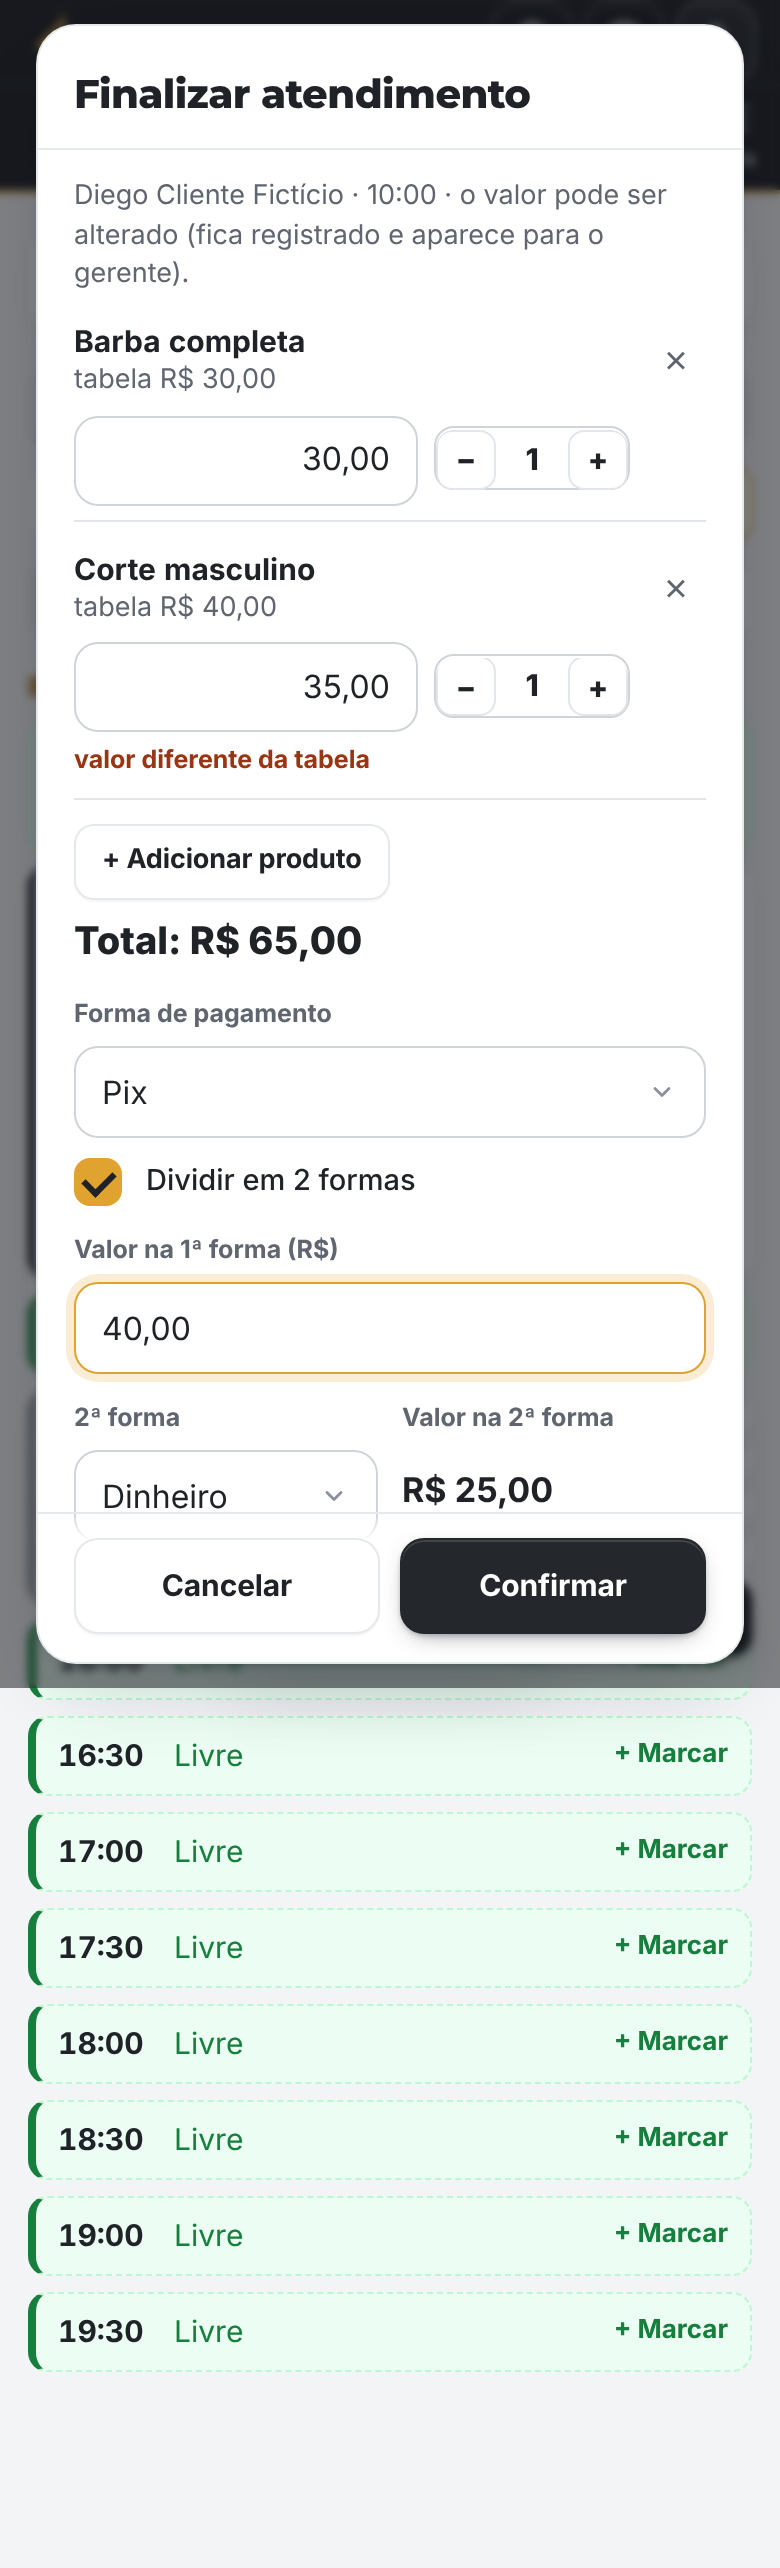 Finalizar atendimento
Diego Cliente Fictício · 10:00 · o valor pode ser
alterado (fica registrado e aparece para o
gerente).
Barba completa
tabela R$ 30,00
×
30,00
− 1 +
Corte masculino
tabela R$ 40,00
×
35,00
− 1 +
valor diferente da tabela
+ Adicionar produto
Total: R$ 65,00
Forma de pagamento
Pix
Dividir em 2 formas
Valor na 1ª forma (R$)
40,00
2ª forma
Valor na 2ª forma
Dinheiro
R$ 25,00
Cancelar
Confirmar
16:30 Livre + Marcar
17:00 Livre + Marcar
17:30 Livre + Marcar
18:00 Livre + Marcar
18:30 Livre + Marcar
19:00 Livre + Marcar
19:30 Livre + Marcar